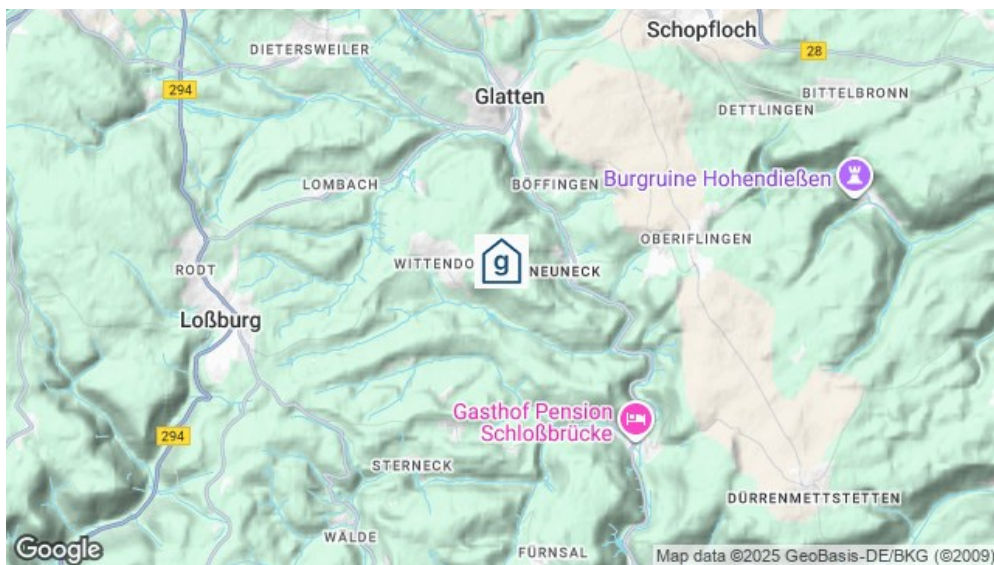 Schopfloch
DIETERSWEILER
28
294
Glatten
BITTELBRONN
DETTLINGEN
LOMBACH
BÖFFINGEN
Burgruine Hohendießen
OBERIFLINGEN
WITTENDO
g
NEUNECK
RODT
Loßburg
Gasthof Pension
Schloßbrücke
294
STERNECK
DÜRRENMETTSTETTEN
WÄLDE
FÜRNSAL
Google
Map data ©2025 GeoBasis-DE/BKG (©2009)